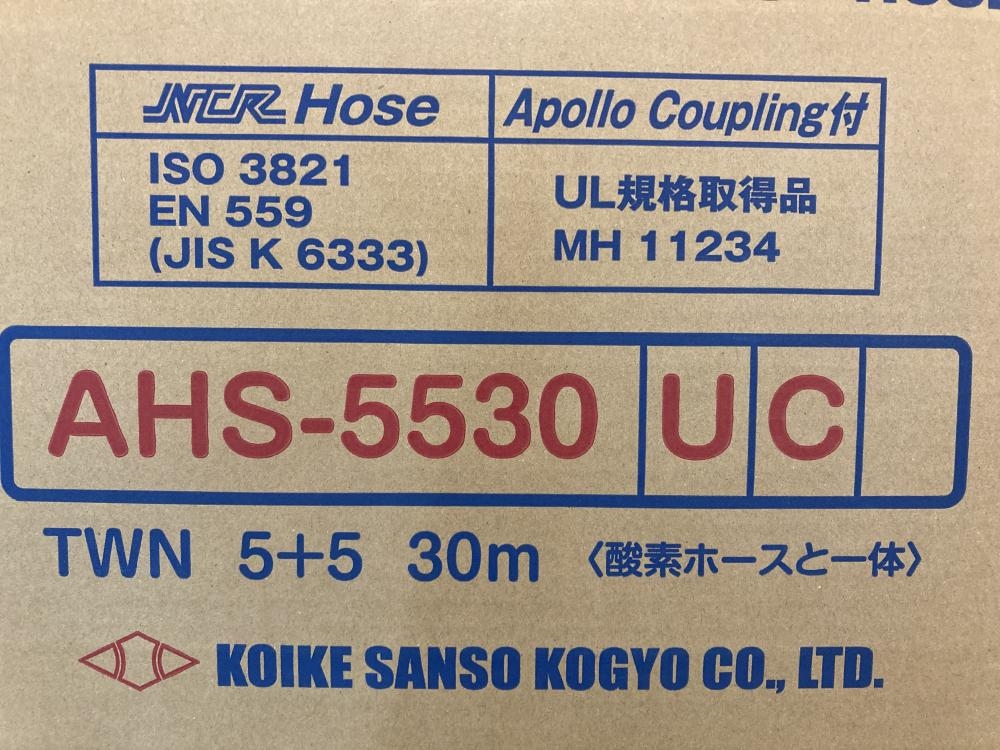 NCR Hose
Apollo Coupling付
ISO 3821
EN 559
(JIS K 6333)
UL規格取得品
MH 11234
AHS-5530 U C
TWN 5+5 30m 〈酸素ホースと一体〉
KOIKE SANSO KOGYO CO., LTD.